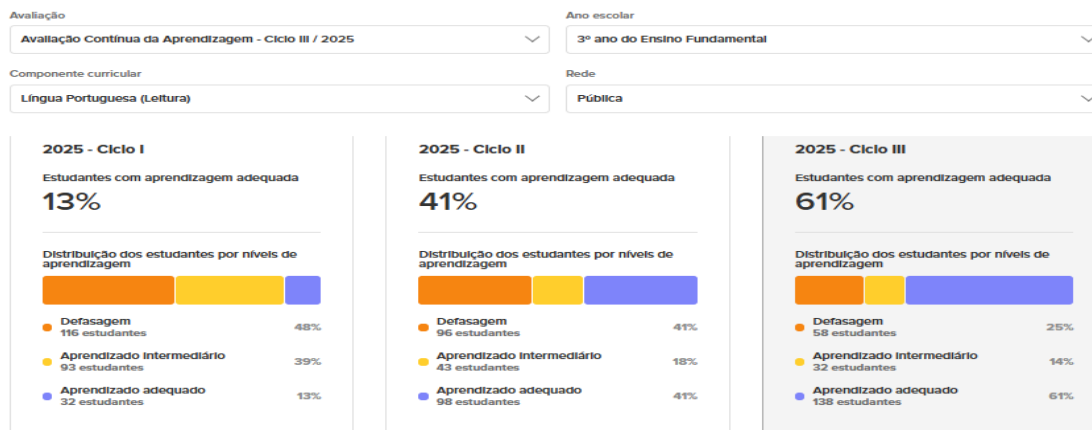 Avaliação
Avaliação Contínua da Aprendizagem - Ciclo III / 2025
Ano escolar
3º ano do Ensino Fundamental
Componente curricular
Língua Portuguesa (Leitura)
Rede
Pública
2025 - Ciclo I
Estudantes com aprendizagem adequada
13%
Distribuição dos estudantes por níveis de
aprendizagem
Defasagem
116 estudantes
48%
Aprendizado intermediário
93 estudantes
39%
Aprendizado adequado
32 estudantes
13%
2025 - Ciclo II
Estudantes com aprendizagem adequada
41%
Distribuição dos estudantes por níveis de
aprendizagem
Defasagem
96 estudantes
41%
Aprendizado intermediário
43 estudantes
18%
Aprendizado adequado
98 estudantes
41%
2025 - Ciclo III
Estudantes com aprendizagem adequada
61%
Distribuição dos estudantes por níveis de
aprendizagem
Defasagem
58 estudantes
25%
Aprendizado intermediário
32 estudantes
14%
Aprendizado adequado
138 estudantes
61%